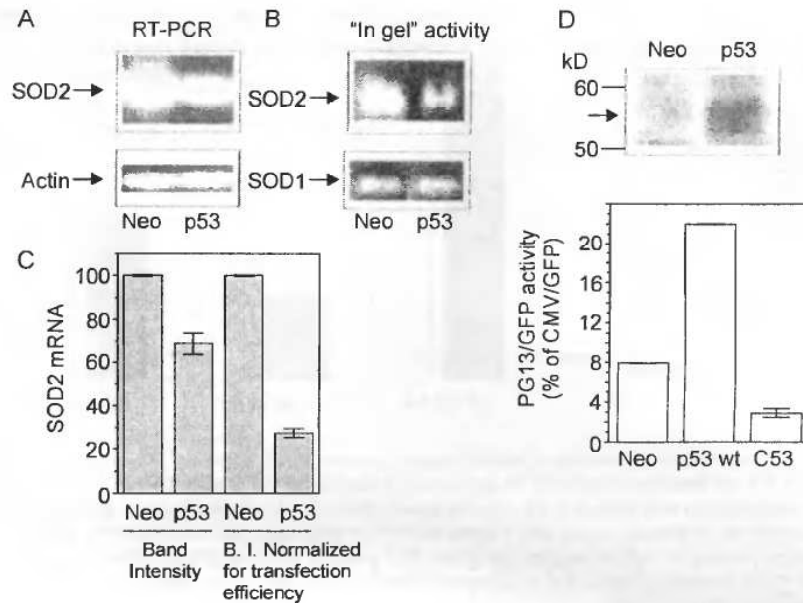 A
RT-PCR
SOD2
Actin
Neo p53
B
"In gel" activity
SOD2
SOD1
Neo p53
C
SOD2 mRNA
100
80
60
40
20
0
Neo p53 Neo p53
Band
Intensity
B. I. Normalized
for transfection
efficiency
D
kD
Neo p53
60
50
PG13/GFP activity
(% of CMV/GFP)
20
16
12
8
4
0
Neo p53 wt C53